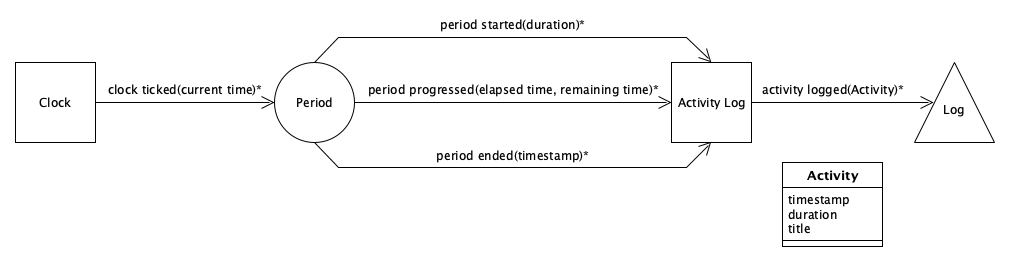 period started(duration)*
Clock
clock ticked(current time)*
Period
period progressed(elapsed time, remaining time)*
Activity Log
activity logged(Activity)*
Log
period ended(timestamp)*
Activity
timestamp
duration
title